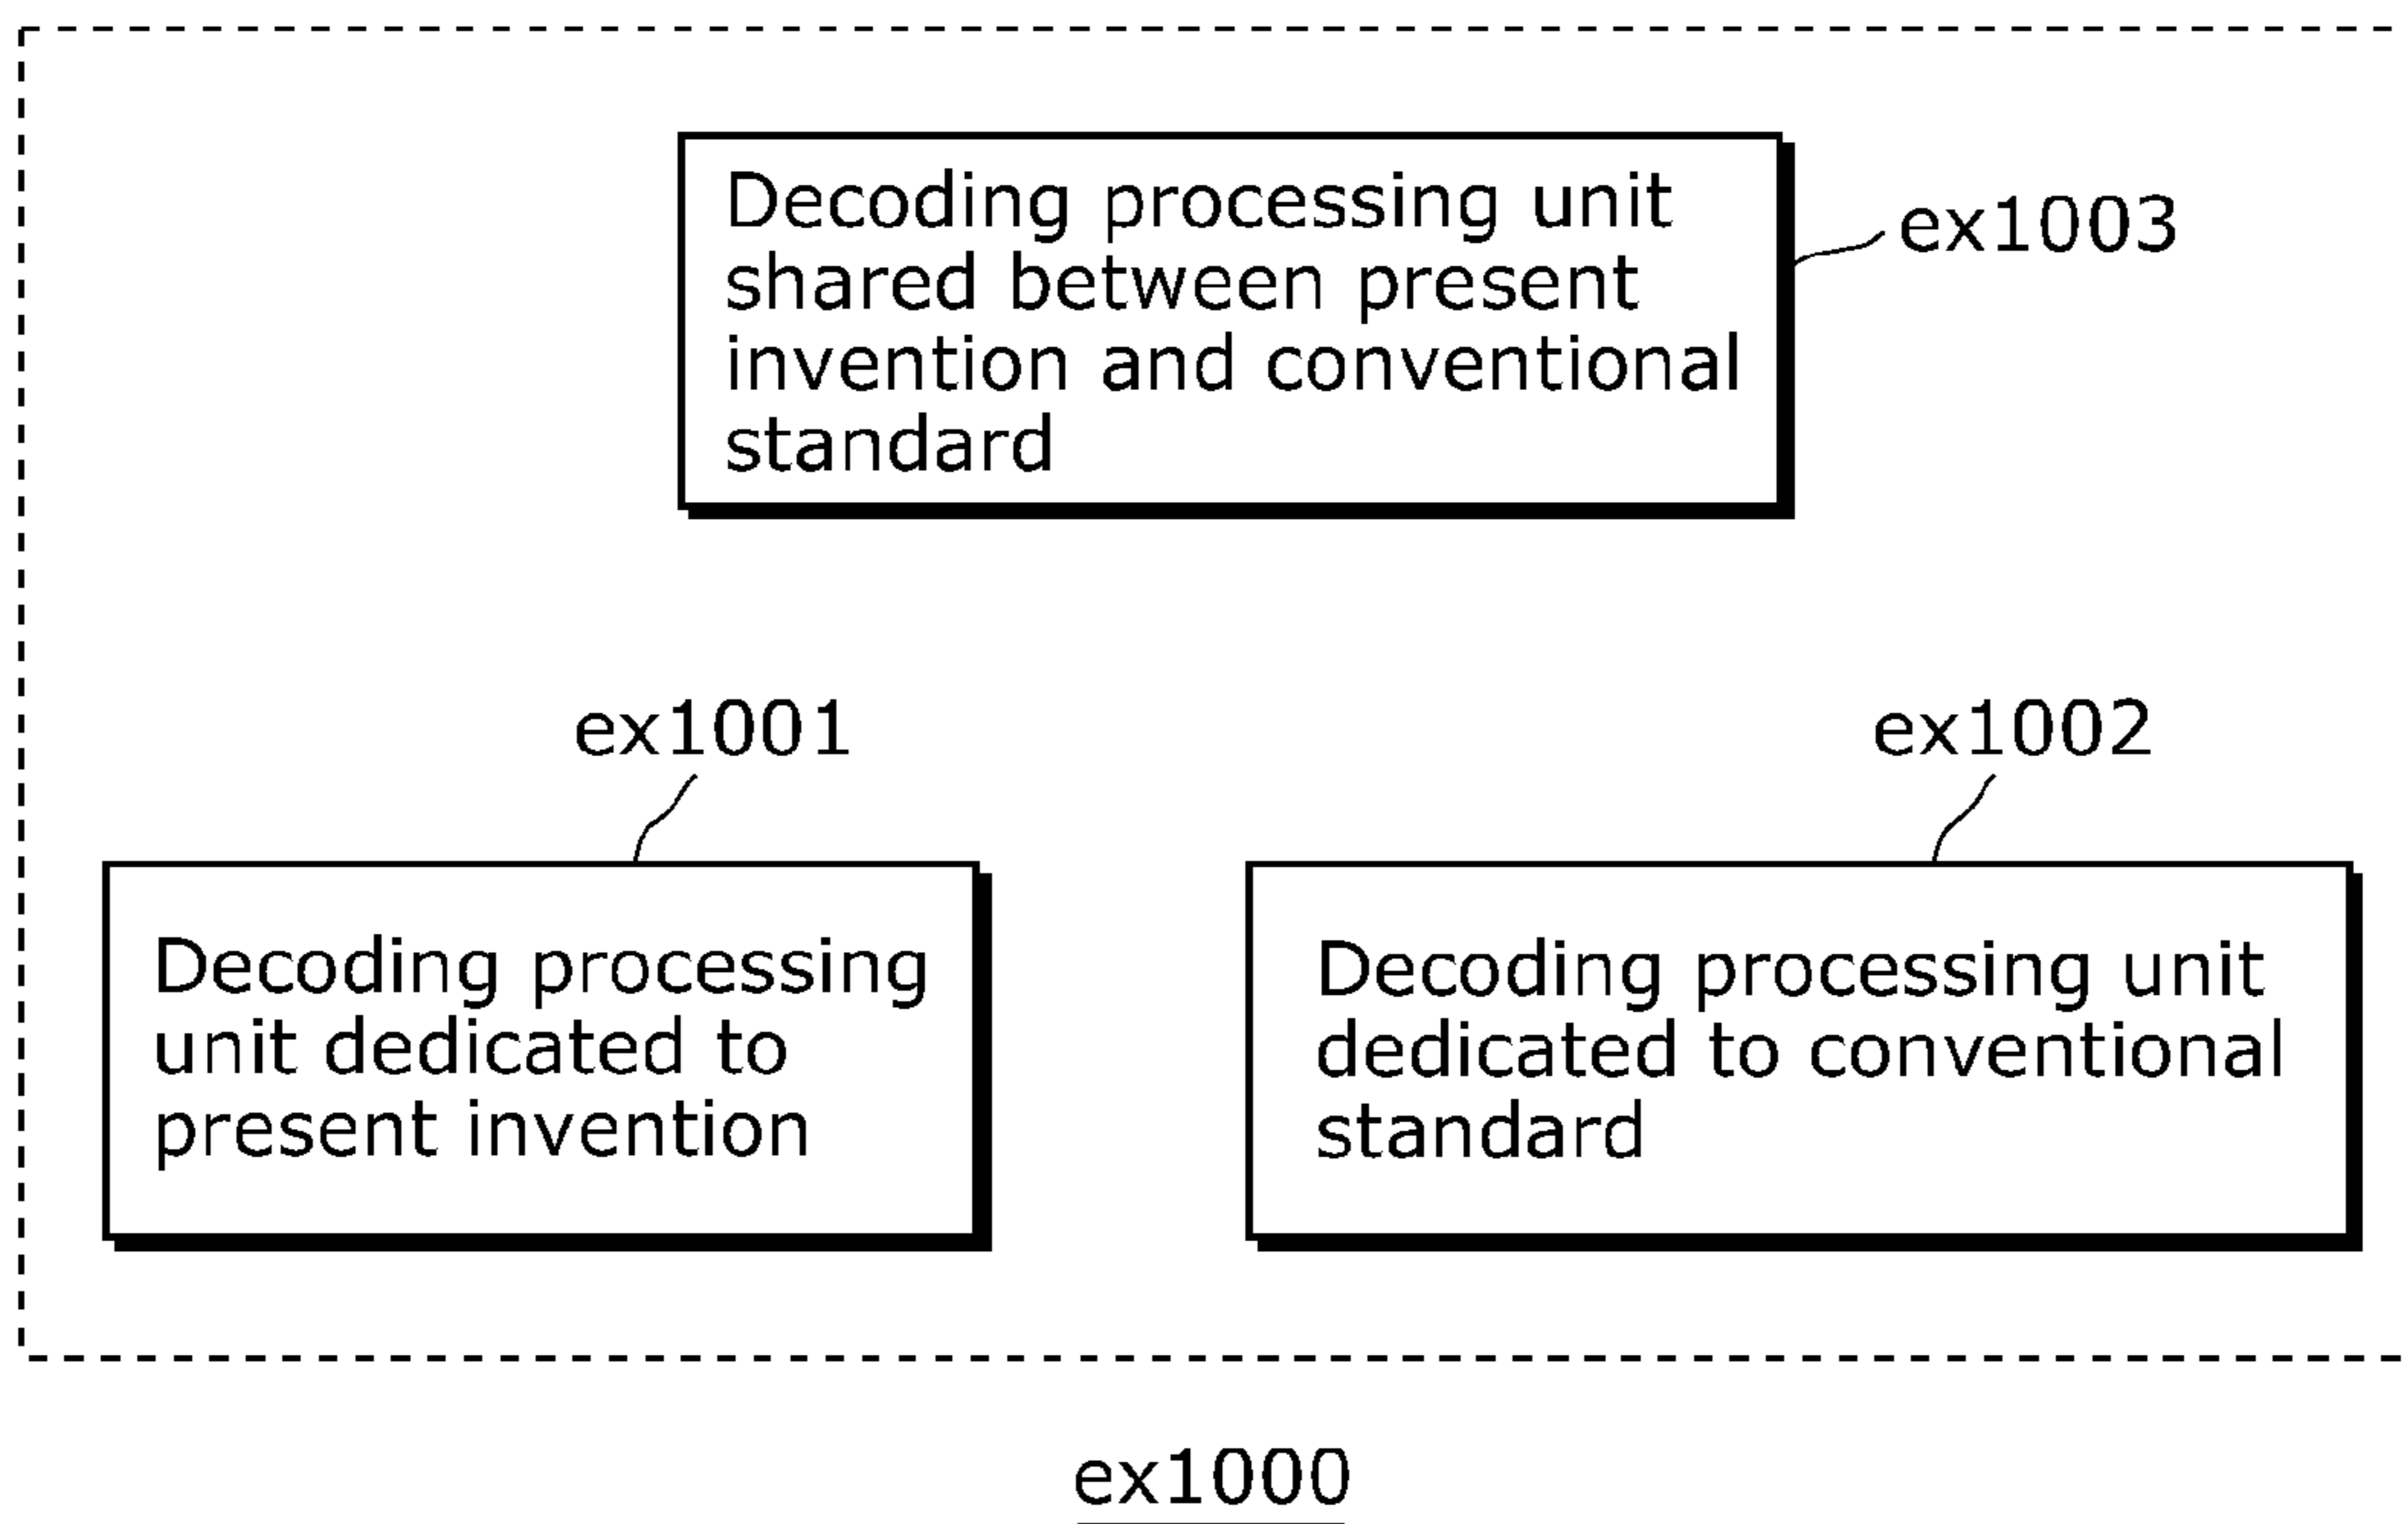 Decoding processing unit
shared between present
invention and conventional
standard
ex1003
ex1001
ex1002
Decoding processing
unit dedicated to
present invention
Decoding processing unit
dedicated to conventional
standard
ex1000